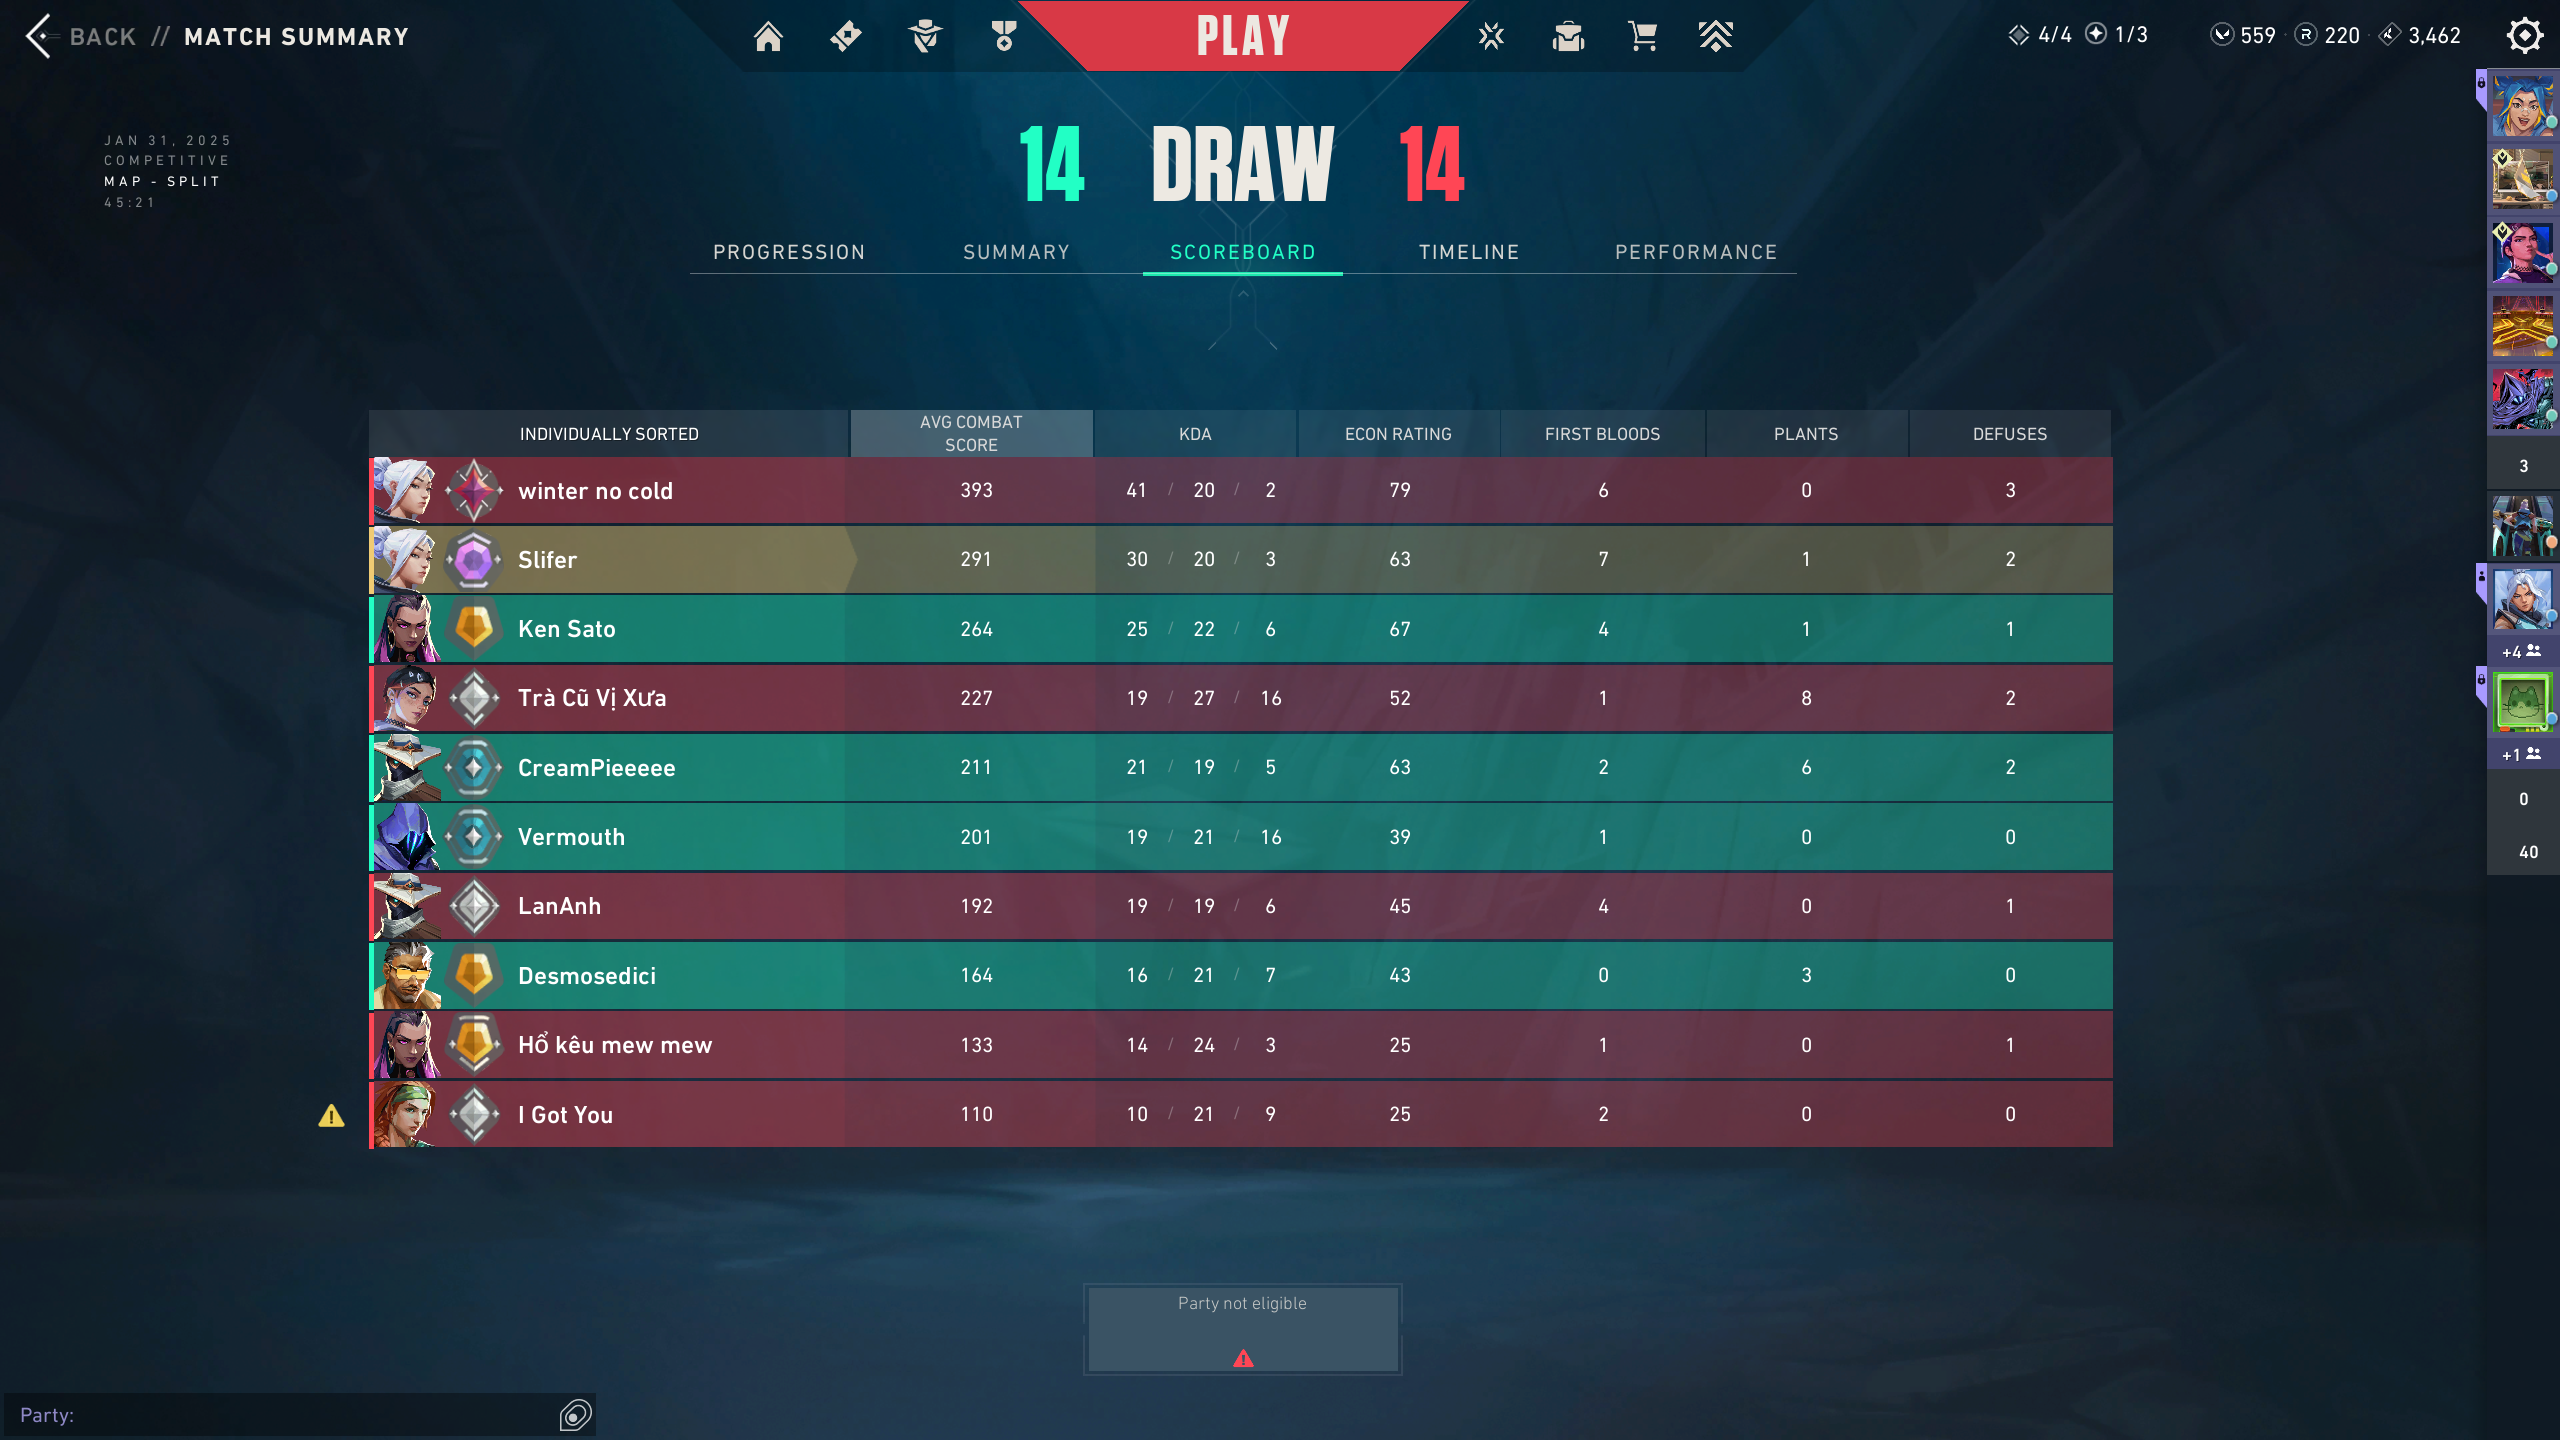 BACK // MATCH SUMMARY
PLAY
4/4 1/3 559 R 220 3,462
JAN 31, 2025
COMPETITIVE
MAP - SPLIT
45:21
14 DRAW 14
PROGRESSION SUMMARY SCOREBOARD TIMELINE PERFORMANCE
INDIVIDUALLY SORTED AVG COMBAT SCORE KDA ECON RATING FIRST BLOODS PLANTS DEFUSES
winter no cold 393 41 / 20 / 2 79 6 0 3
Slifer 291 30 / 20 / 3 63 7 1 2
Ken Sato 264 25 / 22 / 6 67 4 1 1
Trà Cũ Vị Xưa 227 19 / 27 / 16 52 1 8 2
CreamPieeeee 211 21 / 19 / 5 63 2 6 2
Vermouth 201 19 / 21 / 16 39 1 0 0
LanAnh 192 19 / 19 / 6 45 4 0 1
Desmosedici 164 16 / 21 / 7 43 0 3 0
Hổ kêu mew mew 133 14 / 24 / 3 25 1 0 1
I Got You 110 10 / 21 / 9 25 2 0 0
3
+4
+1
0
40
Party not eligible
Party: